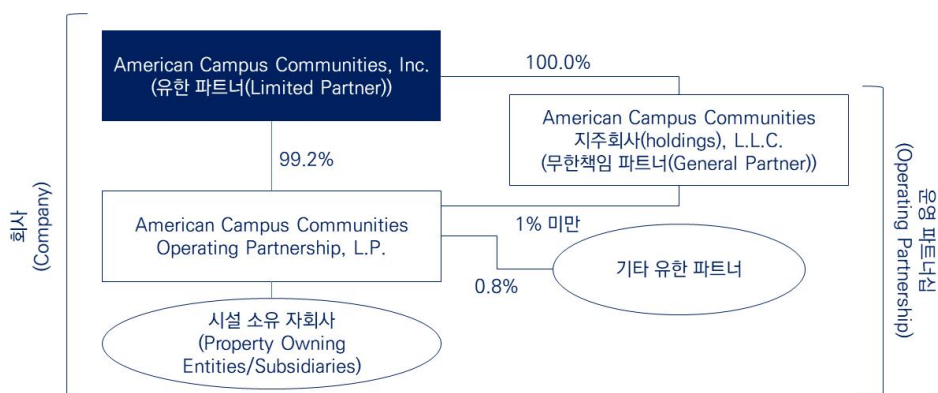 American Campus Communities, Inc.
(유한 파트너(Limited Partner))
100.0%
American Campus Communities
지주회사(holdings), L.L.C.
(무한책임 파트너(General Partner))
99.2%
American Campus Communities
Operating Partnership, L.P.
1% 미만
0.8%
기타 유한 파트너
시설 소유 자회사
(Property Owning
Entities/Subsidiaries)
회사
(Company)
운영 파트너십
(Operating Partnership)